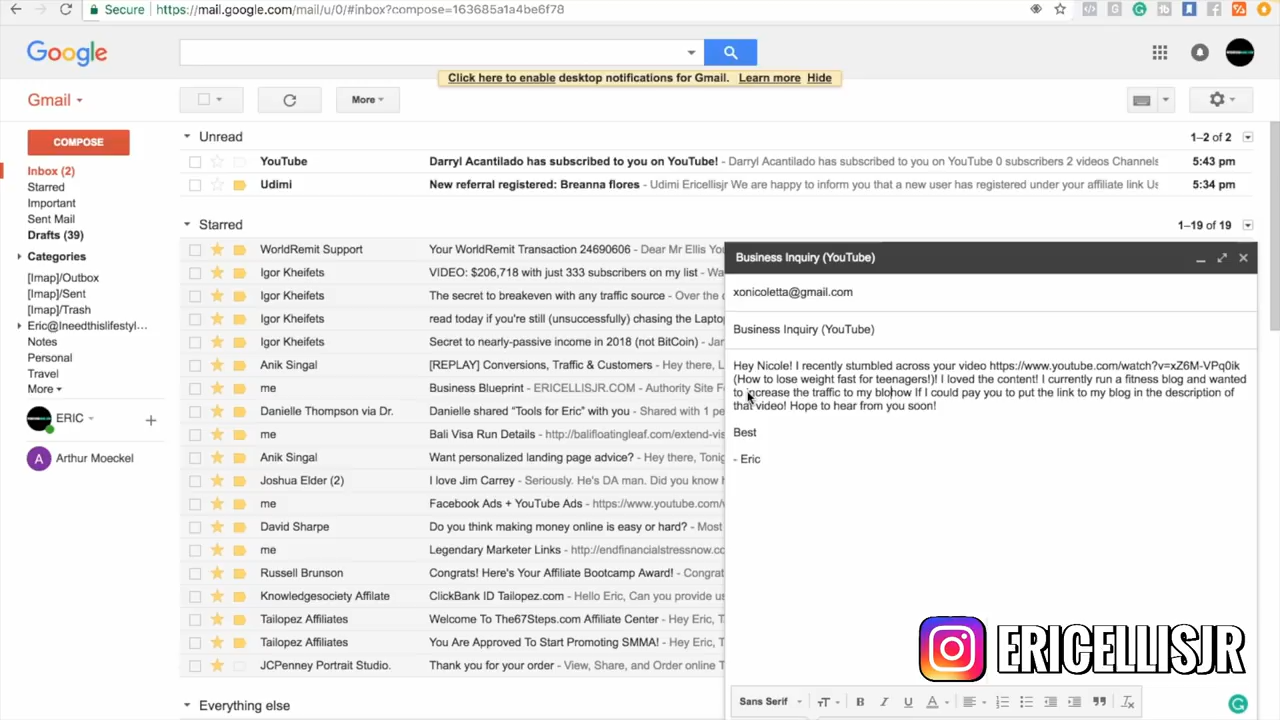 Secure https://mail.google.com/mail/u/0/#inbox?compose=163685a1a4be6f78
Google
Click here to enable desktop notifications for Gmail. Learn more Hide
Gmail
More
COMPOSE
Inbox (2)
Starred
Important
Sent Mail
Drafts (39)
Categories
[Imap]/Outbox
[Imap]/Sent
[Imap]/Trash
Eric@Ineedthislifestyl...
Notes
Personal
Travel
More
ERIC
A Arthur Moeckel
Unread 1–2 of 2
YouTube Darryl Acantilado has subscribed to you on YouTube! - Darryl Acantilado has subscribed to you on YouTube 0 subscribers 2 videos Channels 5:43 pm
Udimi New referral registered: Breanna flores - Udimi Ericellisjr We are happy to inform you that a new user has registered under your affiliate link Us 5:34 pm
Starred 1–19 of 19
WorldRemit Support Your WorldRemit Transaction 24690606 - Dear Mr Ellis Yo
Igor Kheifets VIDEO: $206,718 with just 333 subscribers on my list - Wa
Igor Kheifets The secret to breakeven with any traffic source - Over the
Igor Kheifets read today if you're still (unsuccessfully) chasing the Laptop
Igor Kheifets Secret to nearly-passive income in 2018 (not BitCoin) - Jar
Anik Singal [REPLAY] Conversions, Traffic & Customers - Hey there, L
me Business Blueprint - ERICELLISJR.COM - Authority Site F
Danielle Thompson via Dr. Danielle shared "Tools for Eric" with you - Shared with 1 pe
me Bali Visa Run Details - http://balifloatingleaf.com/extend-vis
Anik Singal Want personalized landing page advice? - Hey there, Tonig
Joshua Elder (2) I love Jim Carrey - Seriously. He's DA man. Did you know h
me Facebook Ads + YouTube Ads - https://www.youtube.com/
David Sharpe Do you think making money online is easy or hard? - Most
me Legendary Marketer Links - http://endfinancialstressnow.co
Russell Brunson Congrats! Here's Your Affiliate Bootcamp Award! - Congrat
Knowledgesociety Affilate ClickBank ID Tailopez.com - Hello Eric, Can you provide us
Tailopez Affiliates Welcome To The67Steps.com Affiliate Center - Hey Eric, T
Tailopez Affiliates You Are Approved To Start Promoting SMMA! - Hey Eric, T
JCPenney Portrait Studio. Thank you for your order - View, Share, and Order online T
Everything else
Business Inquiry (YouTube)
xonicoletta@gmail.com
Business Inquiry (YouTube)
Hey Nicole! I recently stumbled across your video https://www.youtube.com/watch?v=xZ6M-VPq0ik
(How to lose weight fast for teenagers!)! I loved the content! I currently run a fitness blog and wanted
to increase the traffic to my blohow If I could pay you to put the link to my blog in the description of
that video! Hope to hear from you soon!
Best
- Eric
ERICELLISJR
Sans Serif